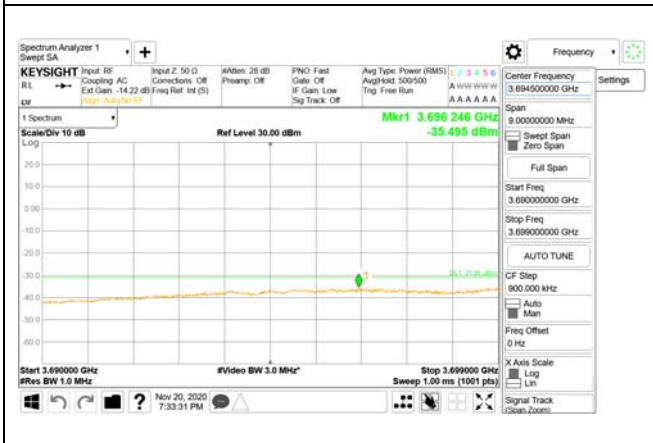 Spectrum Analyzer 1
Swept SA
+
Frequency
KEYSIGHT
RL
Input: RF
Coupling: AC
Ext Gain: -14.22 dB
Align: Auto/No RF
Input Z: 50 Ω
Corrections: Off
Freq Ref: Int (S)
#Atten: 28 dB
Preamp: Off
PNO: Fast
Gate: Off
IF Gain: Low
Sig Track: Off
Avg Type: Power (RMS)
Avg|Hold: 500/500
Trig: Free Run
1 2 3 4 5 6
A W W W W W
A A A A A A
Center Frequency
3.694500000 GHz
Settings
Span
9.00000000 MHz
Swept Span
Zero Span
Full Span
Start Freq
3.690000000 GHz
Stop Freq
3.699000000 GHz
AUTO TUNE
CF Step
900.000 kHz
Auto
Man
Freq Offset
0 Hz
X Axis Scale
Log
Lin
Signal Track
(Span Zoom)
1 Spectrum
Scale/Div 10 dB
Ref Level 30.00 dBm
Mkr1 3.696 246 GHz
-35.495 dBm
Log
20.0
10.0
0.00
-10.0
-20.0
-30.0
-40.0
-50.0
-60.0
1
Start 3.690000 GHz
#Res BW 1.0 MHz
#Video BW 3.0 MHz*
Stop 3.699000 GHz
Sweep 1.00 ms (1001 pts)
?
Nov 20, 2020
7:33:31 PM